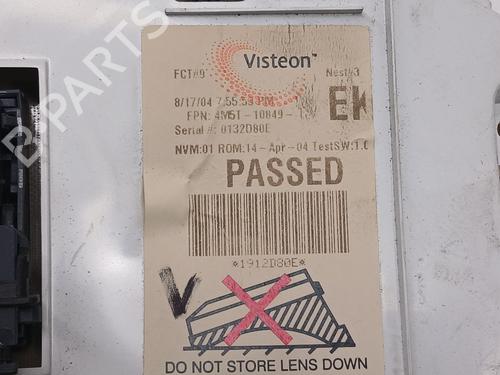 Visteon™
FCT#9 Nest#3
8/17/04 7:55:53 PM
EK
FPN: 4M5T-10849-
Serial #: 0132D80E
NVM:01 ROM:14-Apr-04 TestSW:1.0
PASSED
*1912D80E*
V
DO NOT STORE LENS DOWN
B-PARTS